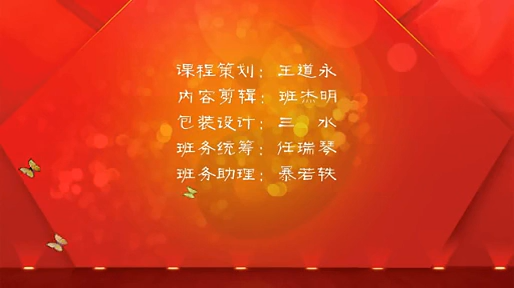 课程策划：王道永
内容剪辑：班杰明
包装设计：三　水
班务统筹：任瑞琴
班务助理：暴若轶